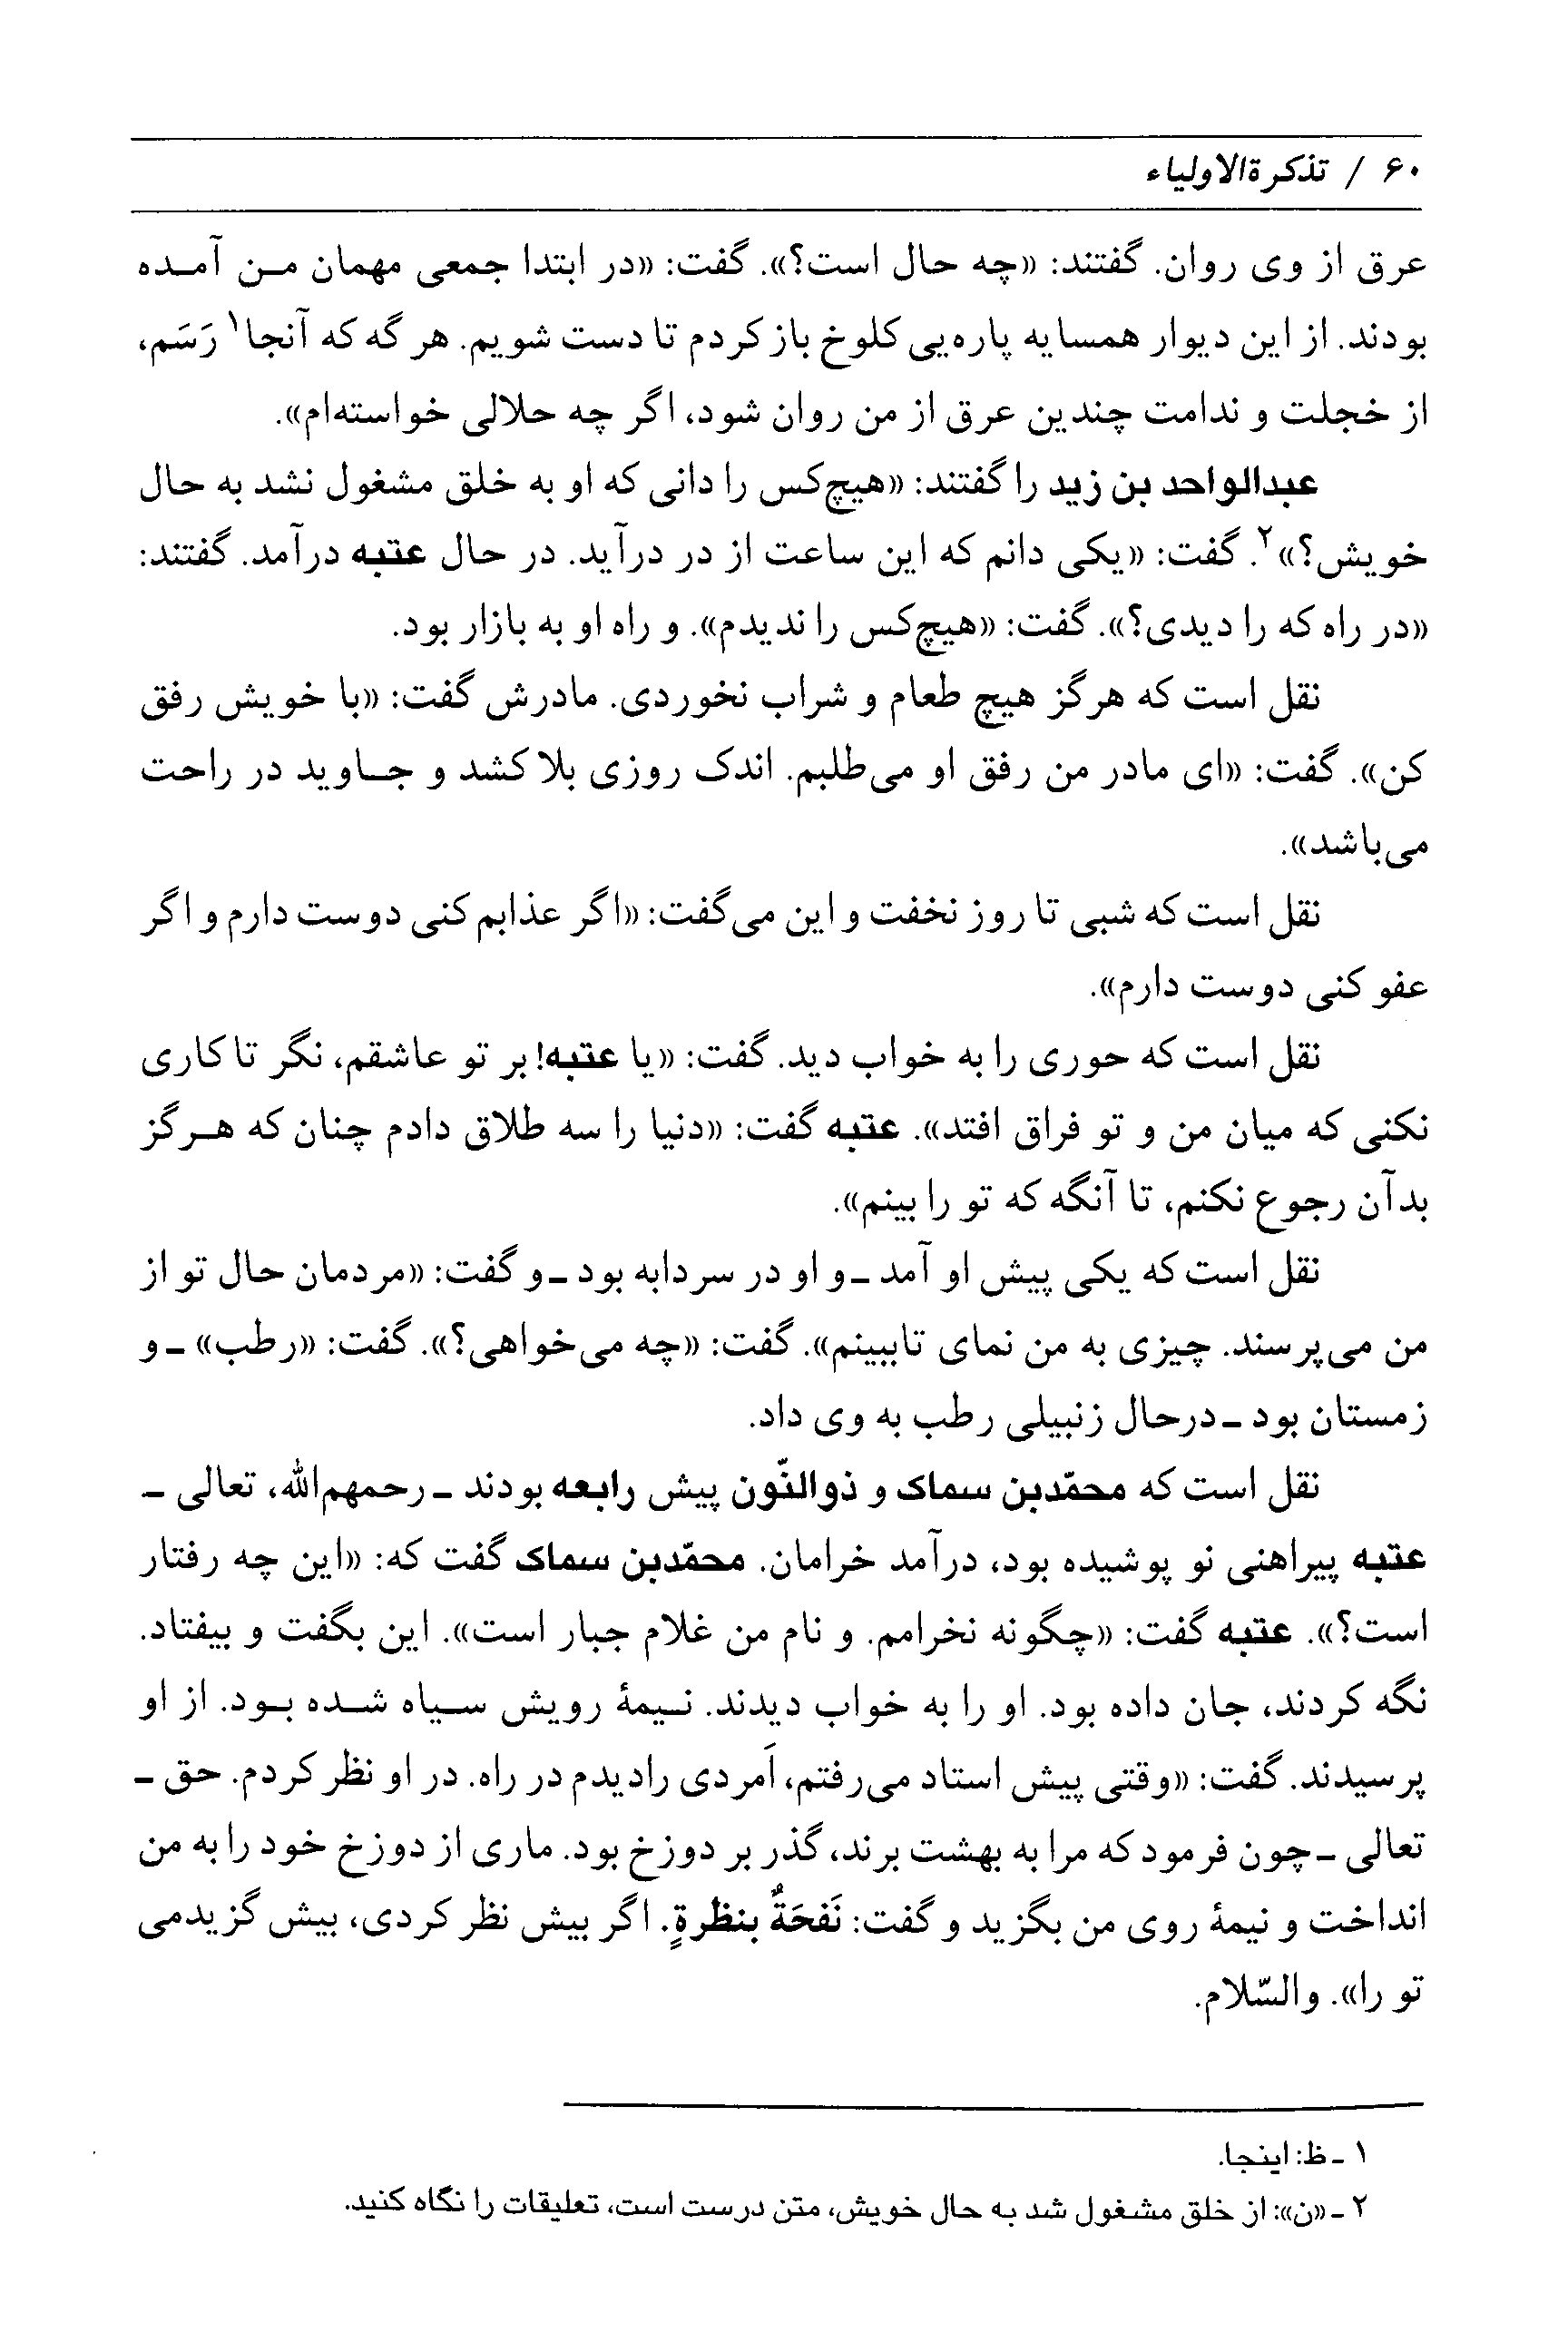 ۶۰ / تذکرةالاولیاء
عرق از وی روان. گفتند: «چه حال است؟». گفت: «در ابتدا جمعی مهمان مـن آمـده
بودند. از این دیوار همسایه پاره‌یی کلوخ باز کردم تا دست شویم. هر گه که آنجا۱ رَسَم،
از خجلت و ندامت چندین عرق از من روان شود، اگر چه حلالی خواسته‌ام».
عبدالواحد بن زید را گفتند: «هیچ‌کس را دانی که او به خلق مشغول نشد به حال
خویش؟»۲. گفت: «یکی دانم که این ساعت از در درآید. در حال عتبه درآمد. گفتند:
«در راه که را دیدی؟». گفت: «هیچ‌کس را ندیدم». و راه او به بازار بود.
نقل است که هرگز هیچ طعام و شراب نخوردی. مادرش گفت: «با خویش رفق
کن». گفت: «ای مادر من رفق او می‌طلبم. اندک روزی بلا کشد و جـاوید در راحت
می‌باشد».
نقل است که شبی تا روز نخفت و این می‌گفت: «اگر عذابم کنی دوست دارم و اگر
عفو کنی دوست دارم».
نقل است که حوری را به خواب دید. گفت: «یا عتبه! بر تو عاشقم، نگر تا کاری
نکنی که میان من و تو فراق افتد». عتبه گفت: «دنیا را سه طلاق دادم چنان که هـرگز
بدآن رجوع نکنم، تا آنگه که تو را بینم».
نقل است که یکی پیش او آمد ـ و او در سردابه بود ـ و گفت: «مردمان حال تو از
من می‌پرسند. چیزی به من نمای تاببینم». گفت: «چه می‌خواهی؟». گفت: «رطب» ـ و
زمستان بود ـ درحال زنبیلی رطب به وی داد.
نقل است که محمّدبن سماک و ذوالنّون پیش رابعه بودند ـ رحمهم‌الله، تعالی ـ
عتبه پیراهنی نو پوشیده بود، درآمد خرامان. محمّدبن سماک گفت که: «این چه رفتار
است؟». عتبه گفت: «چگونه نخرامم. و نام من غلام جبار است». این بگفت و بیفتاد.
نگه کردند، جان داده بود. او را به خواب دیدند. نـیمهٔ رویش سـیاه شـده بـود. از او
پرسیدند. گفت: «وقتی پیش استاد می‌رفتم، اَمردی رادیدم در راه. در او نظر کردم. حق ـ
تعالی ـ چون فرمود که مرا به بهشت برند، گذر بر دوزخ بود. ماری از دوزخ خود را به من
انداخت و نیمهٔ روی من بگزید و گفت: نَفحَةٌ بنظرةٍ. اگر بیش نظر کردی، بیش گزیدمی
تو را». والسّلام.
۱ ـ ظ: اینجا.
۲ ـ «ن»: از خلق مشغول شد به حال خویش، متن درست است، تعلیقات را نگاه کنید.